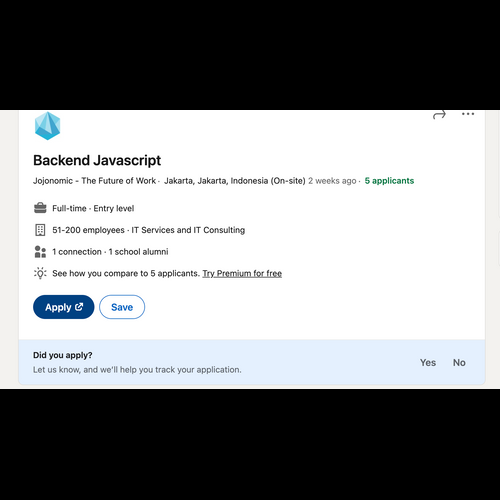 Backend Javascript
Jojonomic - The Future of Work · Jakarta, Jakarta, Indonesia (On-site) 2 weeks ago · 5 applicants
Full-time · Entry level
51-200 employees · IT Services and IT Consulting
1 connection · 1 school alumni
See how you compare to 5 applicants. Try Premium for free
Apply Save
Did you apply?
Let us know, and we'll help you track your application.
Yes No